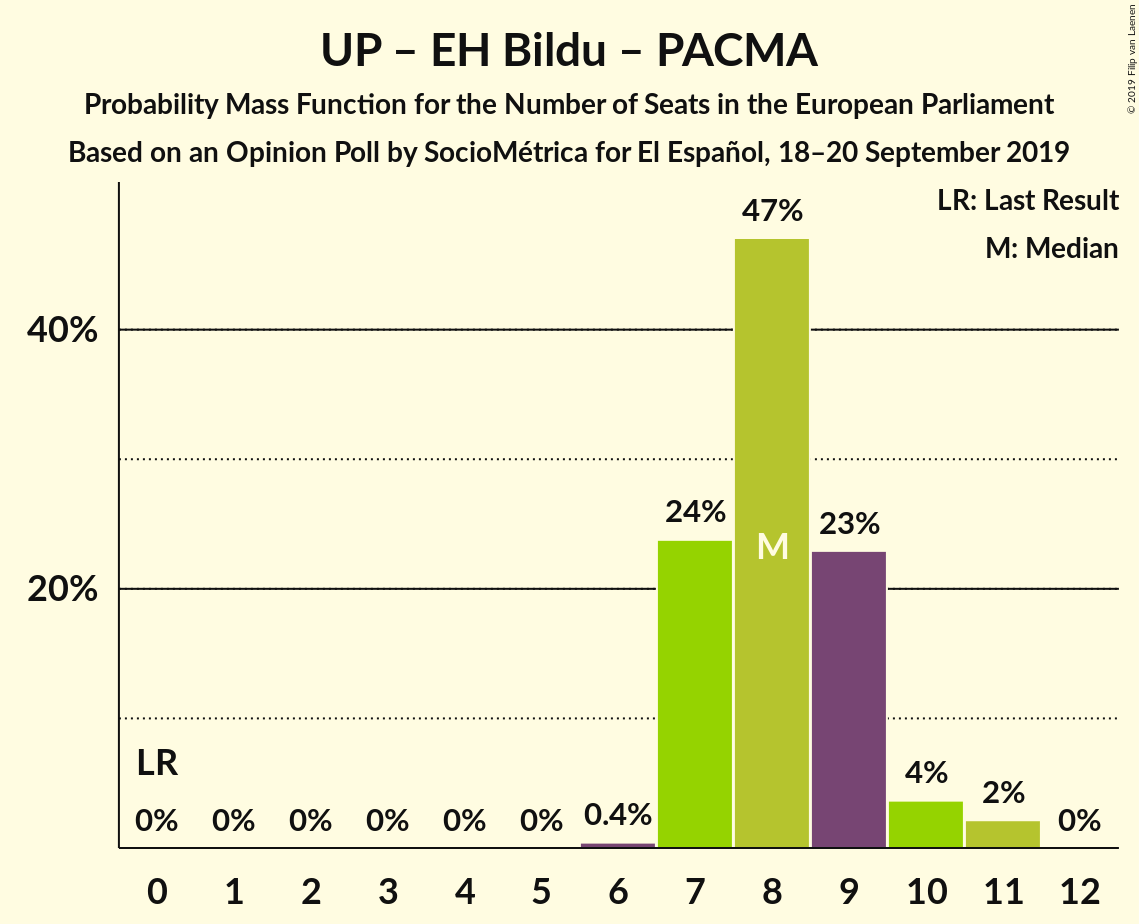 UP – EH Bildu – PACMA
Probability Mass Function for the Number of Seats in the European Parliament
Based on an Opinion Poll by SocioMétrica for El Español, 18–20 September 2019
© 2019 Filip van Laenen
LR: Last Result
M: Median
40%
20%
LR
0%
0%
0%
0%
0%
0%
0.4%
24%
47%
M
23%
4%
2%
0%
0 1 2 3 4 5 6 7 8 9 10 11 12